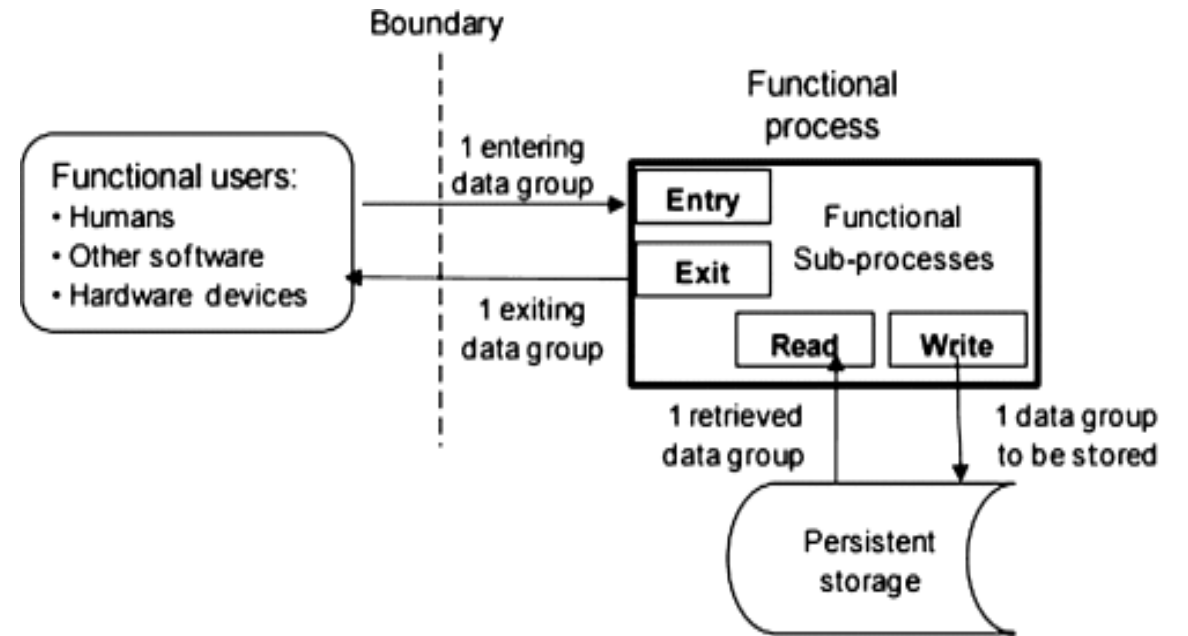 Boundary
Functional
process
1 entering
data group
Functional users:
• Humans
• Other software
• Hardware devices
Entry
Functional
Sub-processes
Exit
1 exiting
data group
Read
Write
1 retrieved
data group
1 data group
to be stored
Persistent
storage